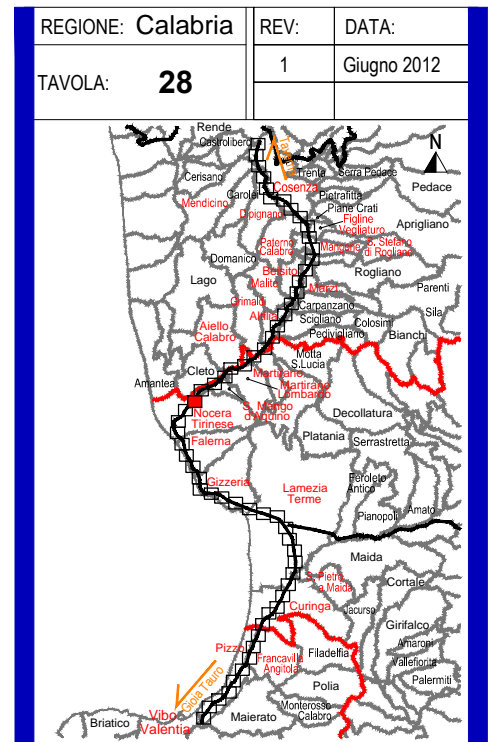 REGIONE: Calabria
REV:
DATA:
TAVOLA: 28
1
Giugno 2012
Rende
Castrolibero
Taranto
N
Trenta
Serra Pedace
Cerisano
Cosenza
Pedace
Carolei
Pietrafitta
Mendicino
Dipignano
Piane Crati
Figline
Vegliaturo
Aprigliano
Paterno
Calabro
Mangone
S. Stefano
di Rogliano
Domanico
Belsito
Rogliano
Lago
Malito
Marzi
Parenti
Grimaldi
Carpanzano
Sila
Altilia
Scigliano
Colosimi
Aiello
Calabro
Pedivigliano
Bianchi
Motta
S.Lucia
Cleto
Martirano
Amantea
Martirano
Lombardo
S. Mango
d'Aquino
Nocera
Tirinese
Decollatura
Platania
Serrastretta
Falerna
Gizzeria
Lamezia
Terme
Feroleto
Antico
Pianopoli
Amato
Maida
S. Pietro
a Maida
Cortale
Curinga
Jacurso
Girifalco
Pizzo
Francavilla
Angitola
Filadelfia
Amaroni
Vallefiorita
Gioia Tauro
Polia
Palermiti
Vibo
Valentia
Monterosso
Calabro
Briatico
Maierato